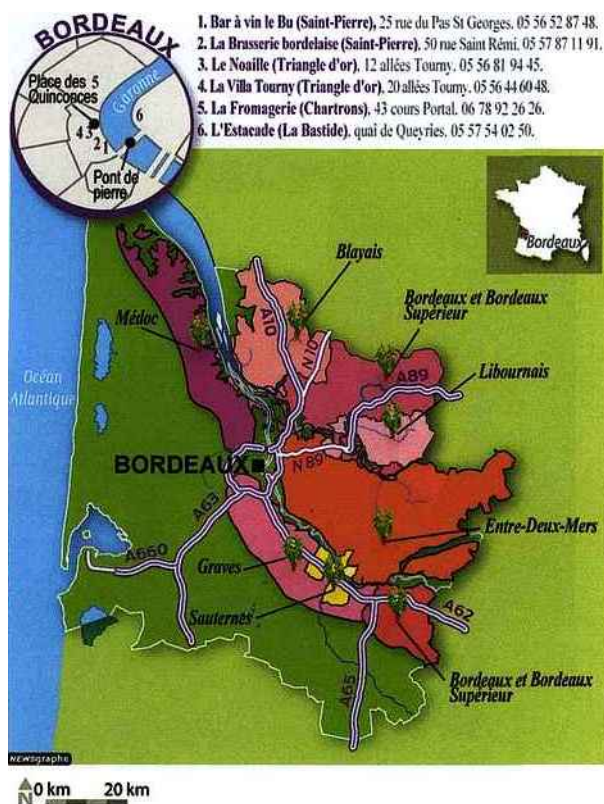 BORDEAUX
Place des 5
Quinconces
Garonne
6
4 3
2
1
Pont de
pierre
1. Bar à vin le Bu (Saint-Pierre), 25 rue du Pas St Georges. 05 56 52 87 48.
2. La Brasserie bordelaise (Saint-Pierre), 50 rue Saint Rémi. 05 57 87 11 91.
3. Le Noaille (Triangle d'or), 12 allées Tourny. 05 56 81 94 45.
4. La Villa Tourny (Triangle d'or), 20 allées Tourny. 05 56 44 60 48.
5. La Fromagerie (Chartrons), 43 cours Portal. 06 78 92 26 26.
6. L'Estacade (La Bastide), quai de Queyries. 05 57 54 02 50.
Bordeaux
Blayais
Bordeaux et Bordeaux
Supérieur
Médoc
A10
N10
A89
Libournais
Océan
Atlantique
BORDEAUX
N89
A63
Entre-Deux-Mers
A660
Graves
Sauternes
A62
A65
Bordeaux et Bordeaux
Supérieur
NEWSgraphe
N
0 km 20 km